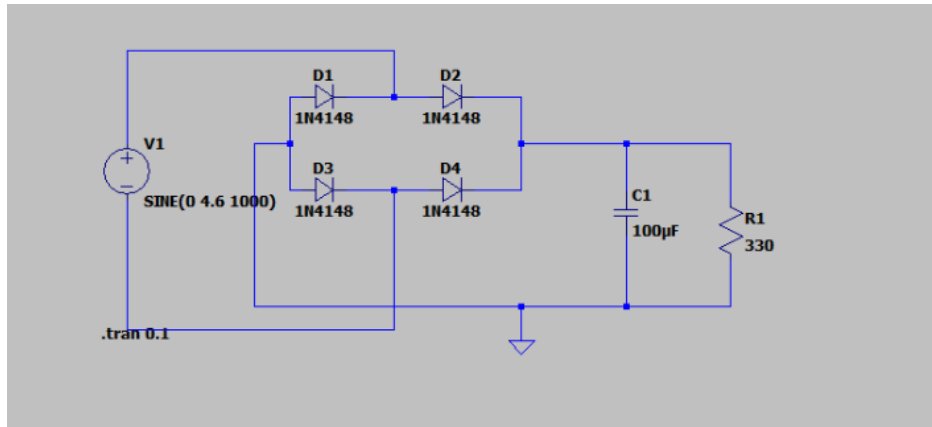 D1
D2
1N4148
1N4148
V1
D3
D4
SINE(0 4.6 1000)
1N4148
1N4148
C1
100µF
R1
330
.tran 0.1